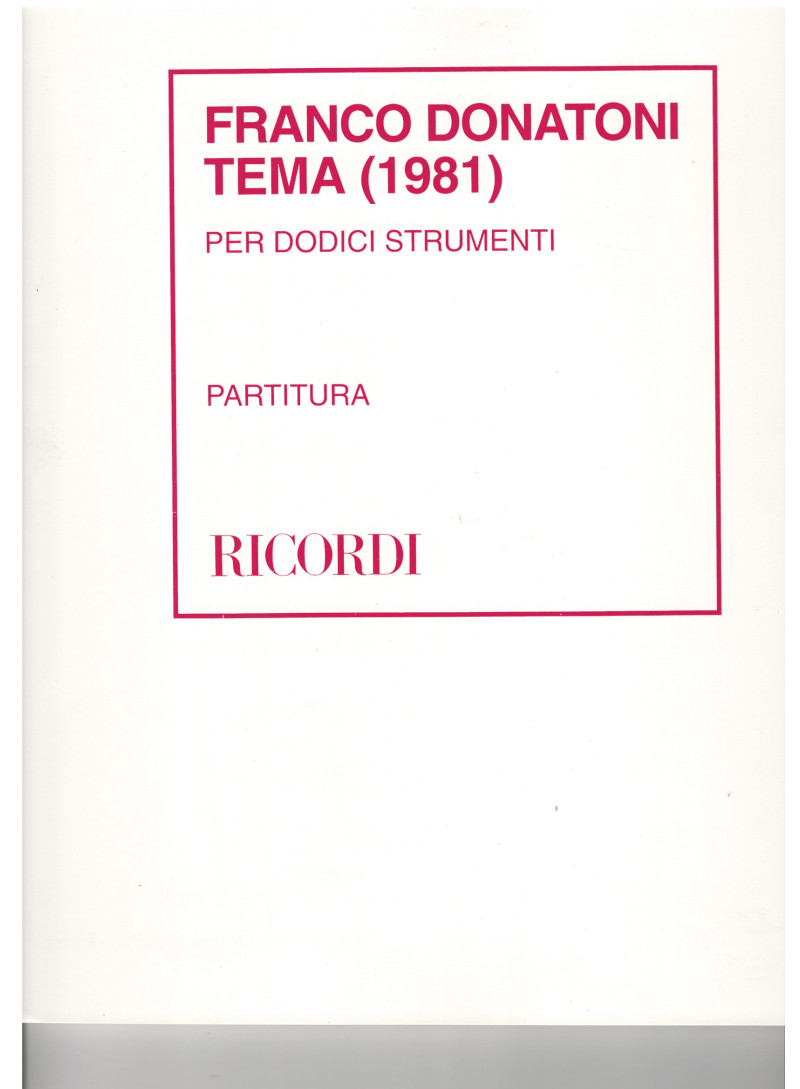 FRANCO DONATONI
TEMA (1981)
PER DODICI STRUMENTI
PARTITURA
RICORDI